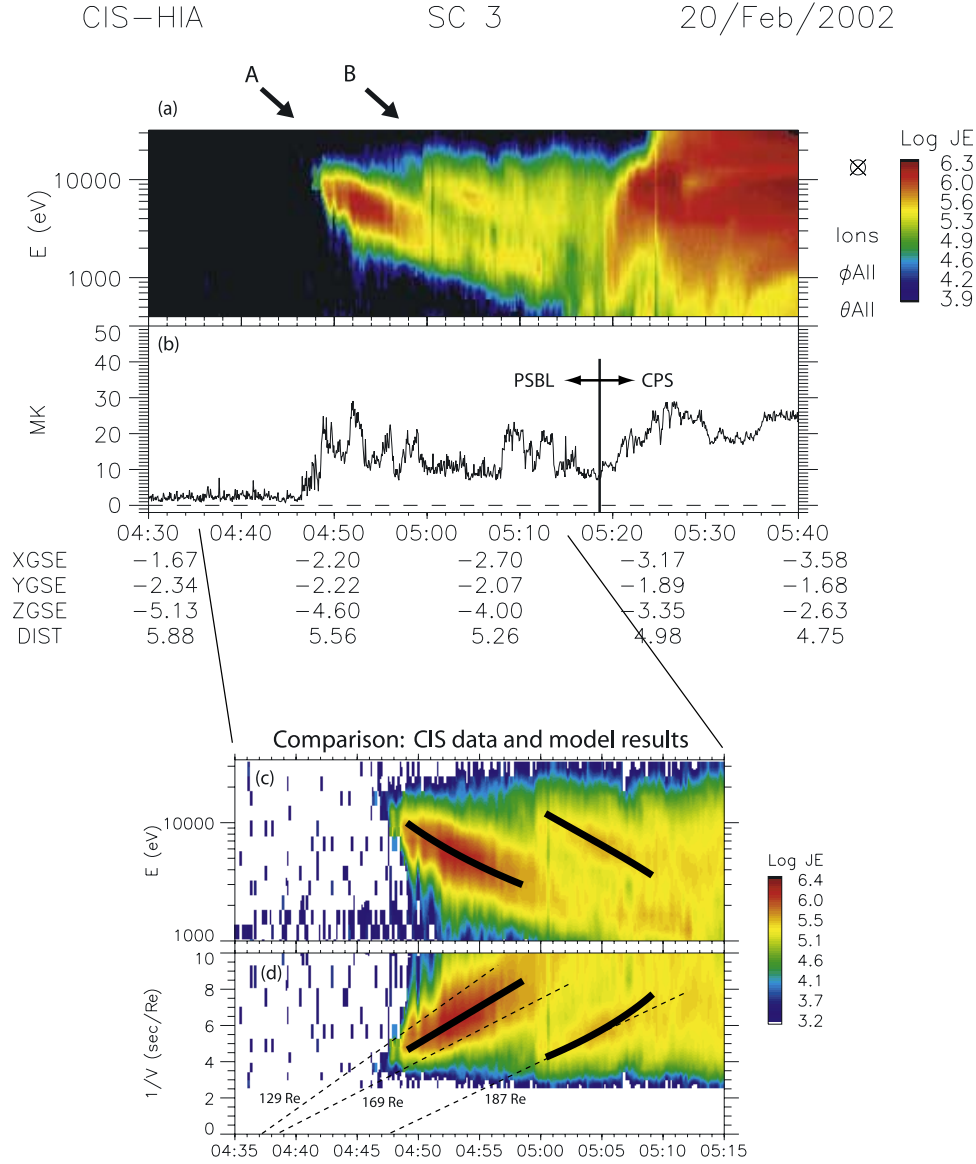 CIS-HIA SC 3 20/Feb/2002
A B
(a)
Log JE
E (eV)
10000
1000
⊗
Ions
ϕAll
θAll
6.3
6.0
5.6
5.3
4.9
4.6
4.2
3.9
(b)
MK
50
40
30
20
10
0
PSBL CPS
04:30 04:40 04:50 05:00 05:10 05:20 05:30 05:40
XGSE -1.67 -2.20 -2.70 -3.17 -3.58
YGSE -2.34 -2.22 -2.07 -1.89 -1.68
ZGSE -5.13 -4.60 -4.00 -3.35 -2.63
DIST 5.88 5.56 5.26 4.98 4.75
Comparison: CIS data and model results
(c)
E (eV)
10000
1000
Log JE
6.4
6.0
5.5
5.1
4.6
4.1
3.7
3.2
(d)
1/V (sec/Re)
10
8
6
4
2
0
129 Re 169 Re 187 Re
04:35 04:40 04:45 04:50 04:55 05:00 05:05 05:10 05:15